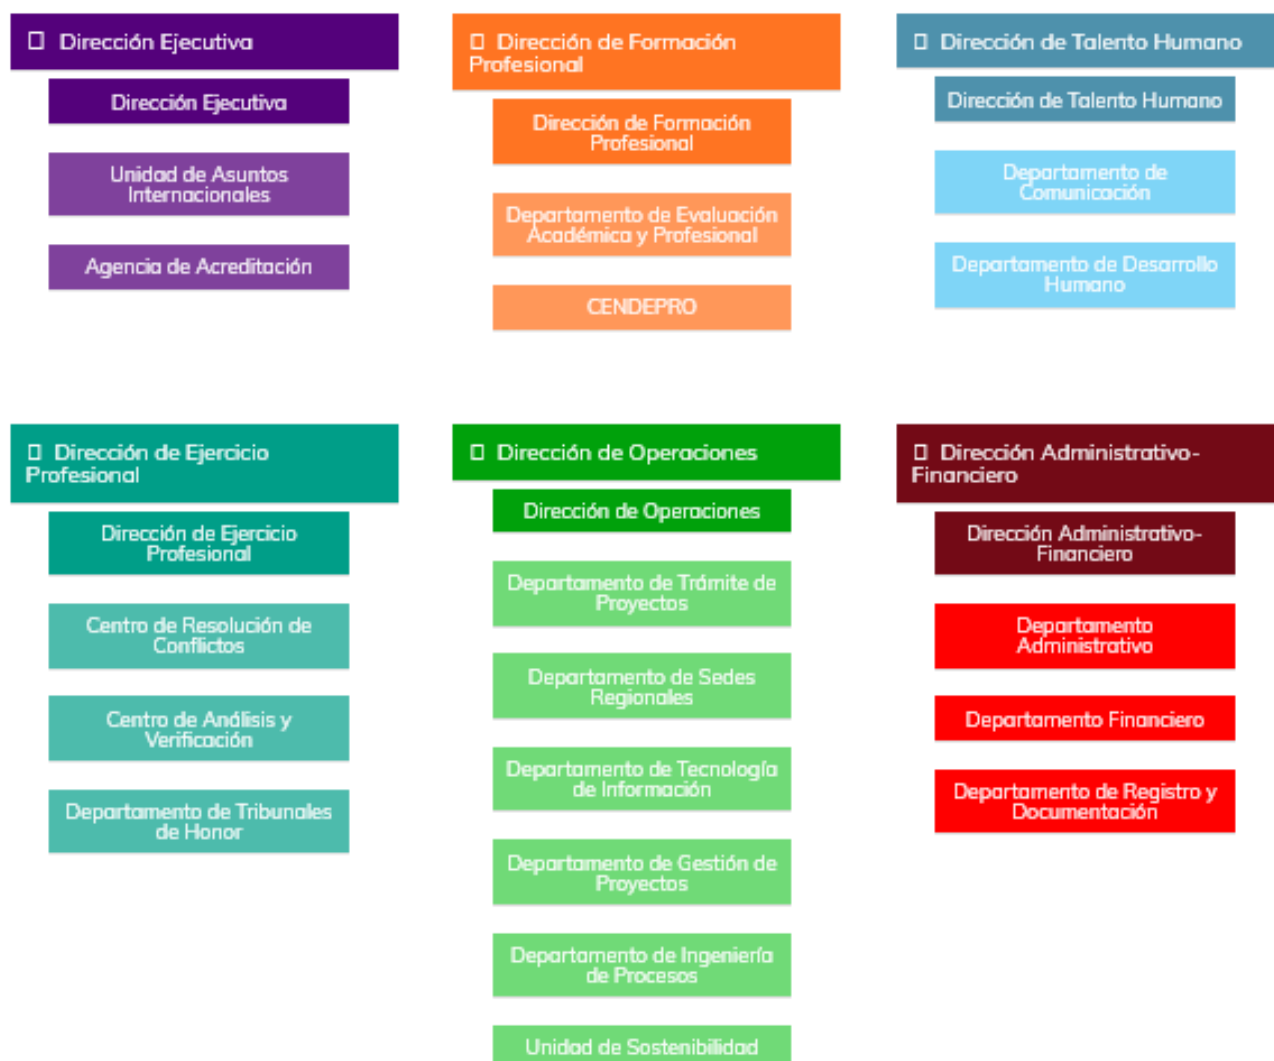 Dirección Ejecutiva
Dirección Ejecutiva
Unidad de Asuntos
Internacionales
Agencia de Acreditación
Dirección de Formación
Profesional
Dirección de Formación
Profesional
Departamento de Evaluación
Académica y Profesional
CENDEPRO
Dirección de Talento Humano
Dirección de Talento Humano
Departamento de
Comunicación
Departamento de Desarrollo
Humano
Dirección de Ejercicio
Profesional
Dirección de Ejercicio
Profesional
Centro de Resolución de
Conflictos
Centro de Análisis y
Verificación
Departamento de Tribunales
de Honor
Dirección de Operaciones
Dirección de Operaciones
Departamento de Trámite de
Proyectos
Departamento de Sedes
Regionales
Departamento de Tecnología
de Información
Departamento de Gestión de
Proyectos
Departamento de Ingeniería
de Procesos
Unidad de Sostenibilidad
Dirección Administrativo-
Financiero
Dirección Administrativo-
Financiero
Departamento
Administrativo
Departamento Financiero
Departamento de Registro y
Documentación